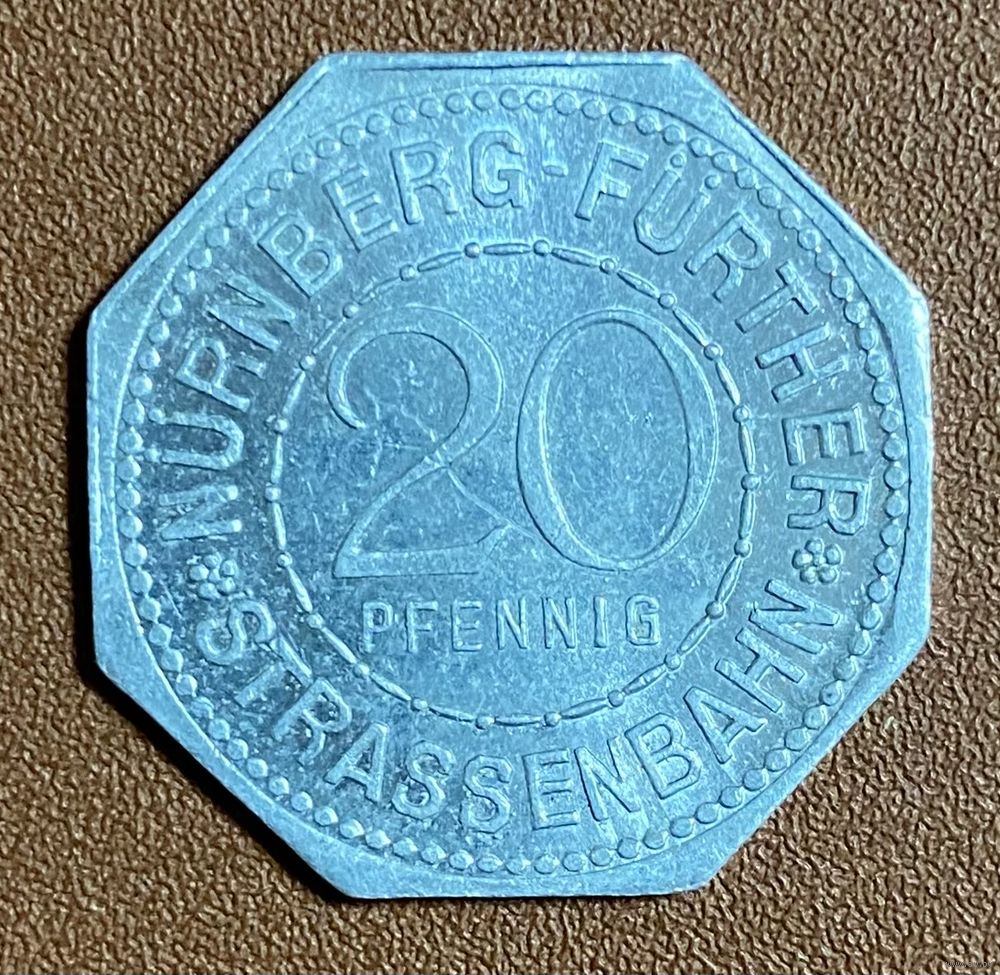 NÜRNBERG-FÜRTHER
20
PFENNIG
STRASSENBAHN